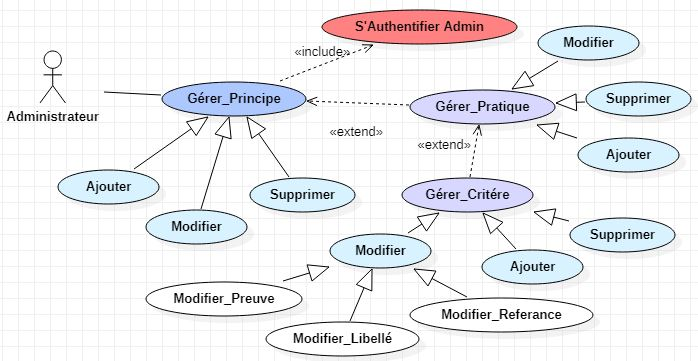 S'Authentifier Admin
«include»
Modifier
Administrateur
Gérer_Principe
Gérer_Pratique
Supprimer
«extend»
«extend»
Ajouter
Ajouter
Modifier
Supprimer
Gérer_Critére
Supprimer
Modifier
Ajouter
Modifier_Preuve
Modifier_Libellé
Modifier_Referance